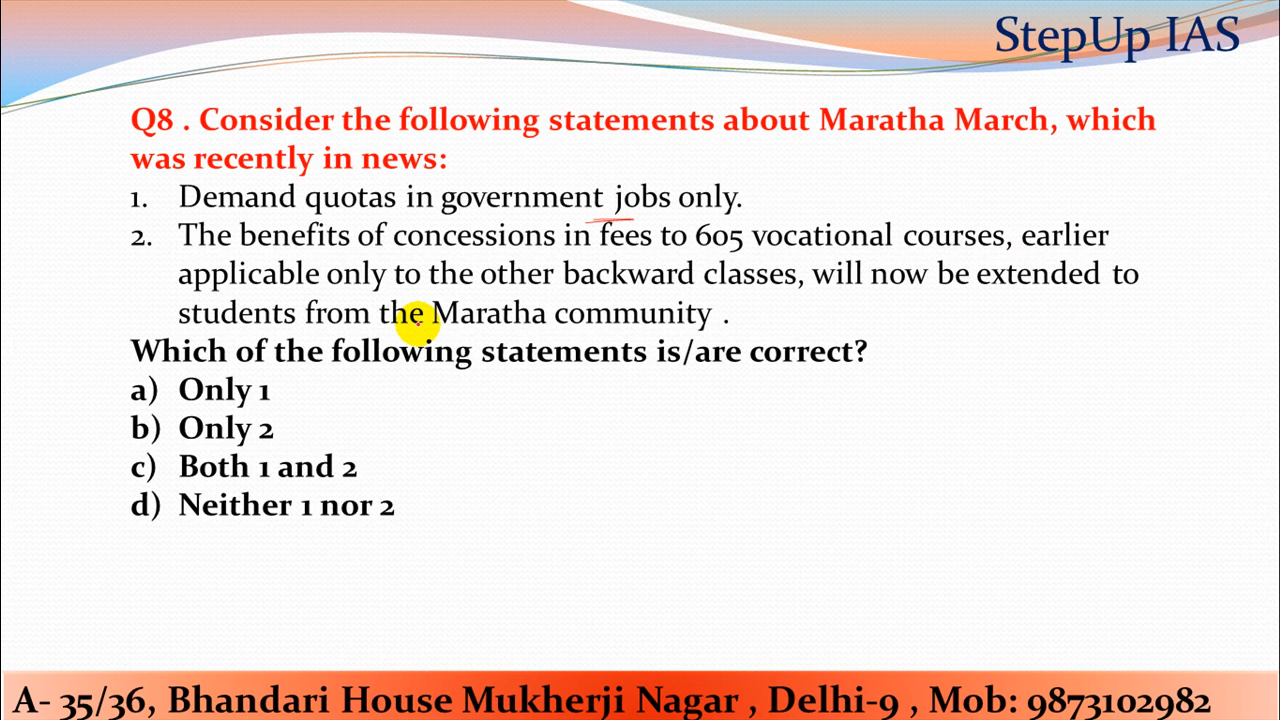 StepUp IAS
Q8 . Consider the following statements about Maratha March, which
was recently in news:
1. Demand quotas in government jobs only.
2. The benefits of concessions in fees to 605 vocational courses, earlier
applicable only to the other backward classes, will now be extended to
students from the Maratha community .
Which of the following statements is/are correct?
a) Only 1
b) Only 2
c) Both 1 and 2
d) Neither 1 nor 2
A- 35/36, Bhandari House Mukherji Nagar , Delhi-9 , Mob: 9873102982